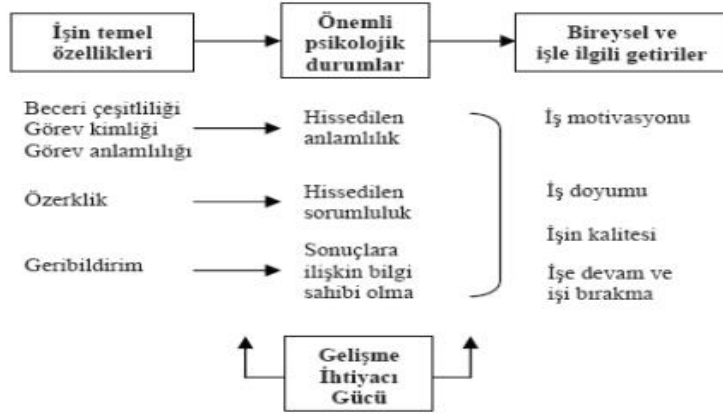 İşin temel
özellikleri
Önemli
psikolojik
durumlar
Bireysel ve
işle ilgili getiriler
Beceri çeşitliliği
Görev kimliği
Görev anlamlılığı
Hissedilen
anlamlılık
İş motivasyonu
Özerklik
Hissedilen
sorumluluk
İş doyumu
İşin kalitesi
Geribildirim
Sonuçlara
ilişkin bilgi
sahibi olma
İşe devam ve
işi bırakma
Gelişme
İhtiyacı
Gücü